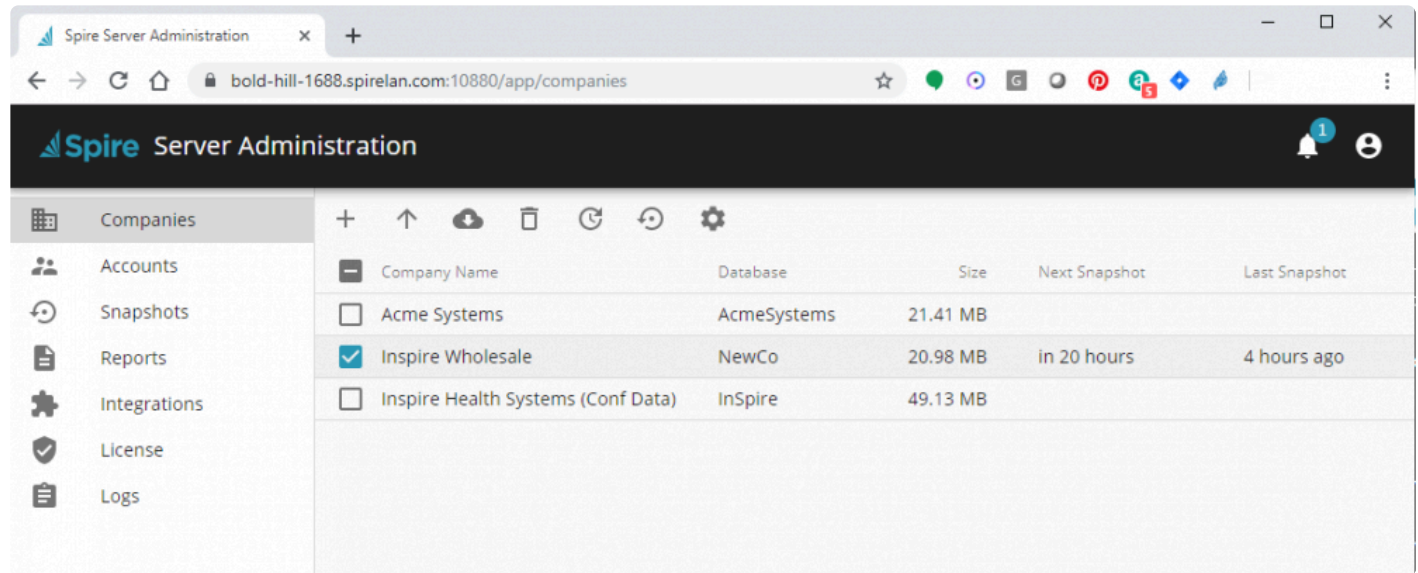 Spire Server Administration
bold-hill-1688.spirelan.com:10880/app/companies
G
a
5
Spire Server Administration
1
Companies
Accounts
Snapshots
Reports
Integrations
License
Logs
Company Name Database Size Next Snapshot Last Snapshot
Acme Systems AcmeSystems 21.41 MB
Inspire Wholesale NewCo 20.98 MB in 20 hours 4 hours ago
Inspire Health Systems (Conf Data) InSpire 49.13 MB